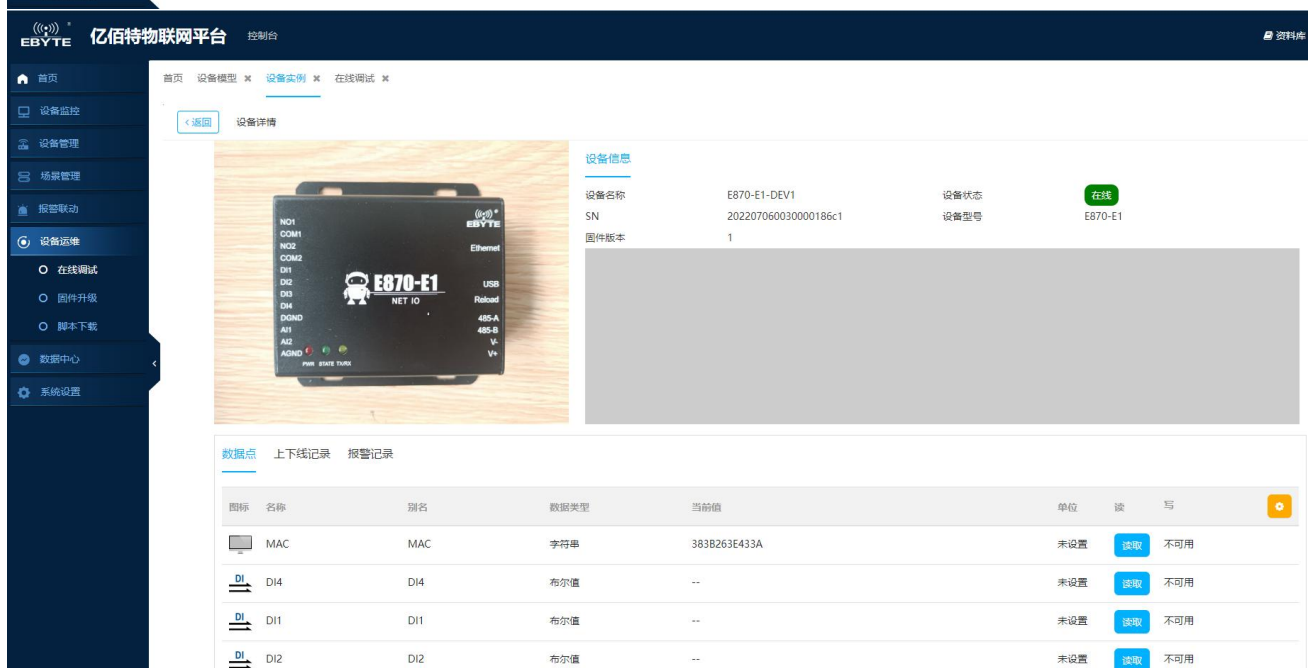 EBYTE 亿佰特物联网平台 控制台 资料库
首页
设备监控
设备管理
场景管理
报警联动
设备运维
在线调试
固件升级
脚本下载
数据中心
系统设置
首页 设备模型 设备实例 在线调试
<返回 设备详情
NO1
COM1
NO2
COM2
DI1
DI2
DI3
DI4
DGND
AI1
AI2
AGND
PWR STATE TX/RX
E870-E1
NET IO
EBYTE
Ethernet
USB
Reload
485-A
485-B
V-
V+
设备信息
设备名称 E870-E1-DEV1 设备状态 在线
SN 202207060030000186c1 设备型号 E870-E1
固件版本 1
数据点 上下线记录 报警记录
图标 名称 别名 数据类型 当前值 单位 读 写
MAC MAC 字符串 383B263E433A 未设置 读取 不可用
DI DI4 DI4 布尔值 -- 未设置 读取 不可用
DI DI1 DI1 布尔值 -- 未设置 读取 不可用
DI DI2 DI2 布尔值 -- 未设置 读取 不可用